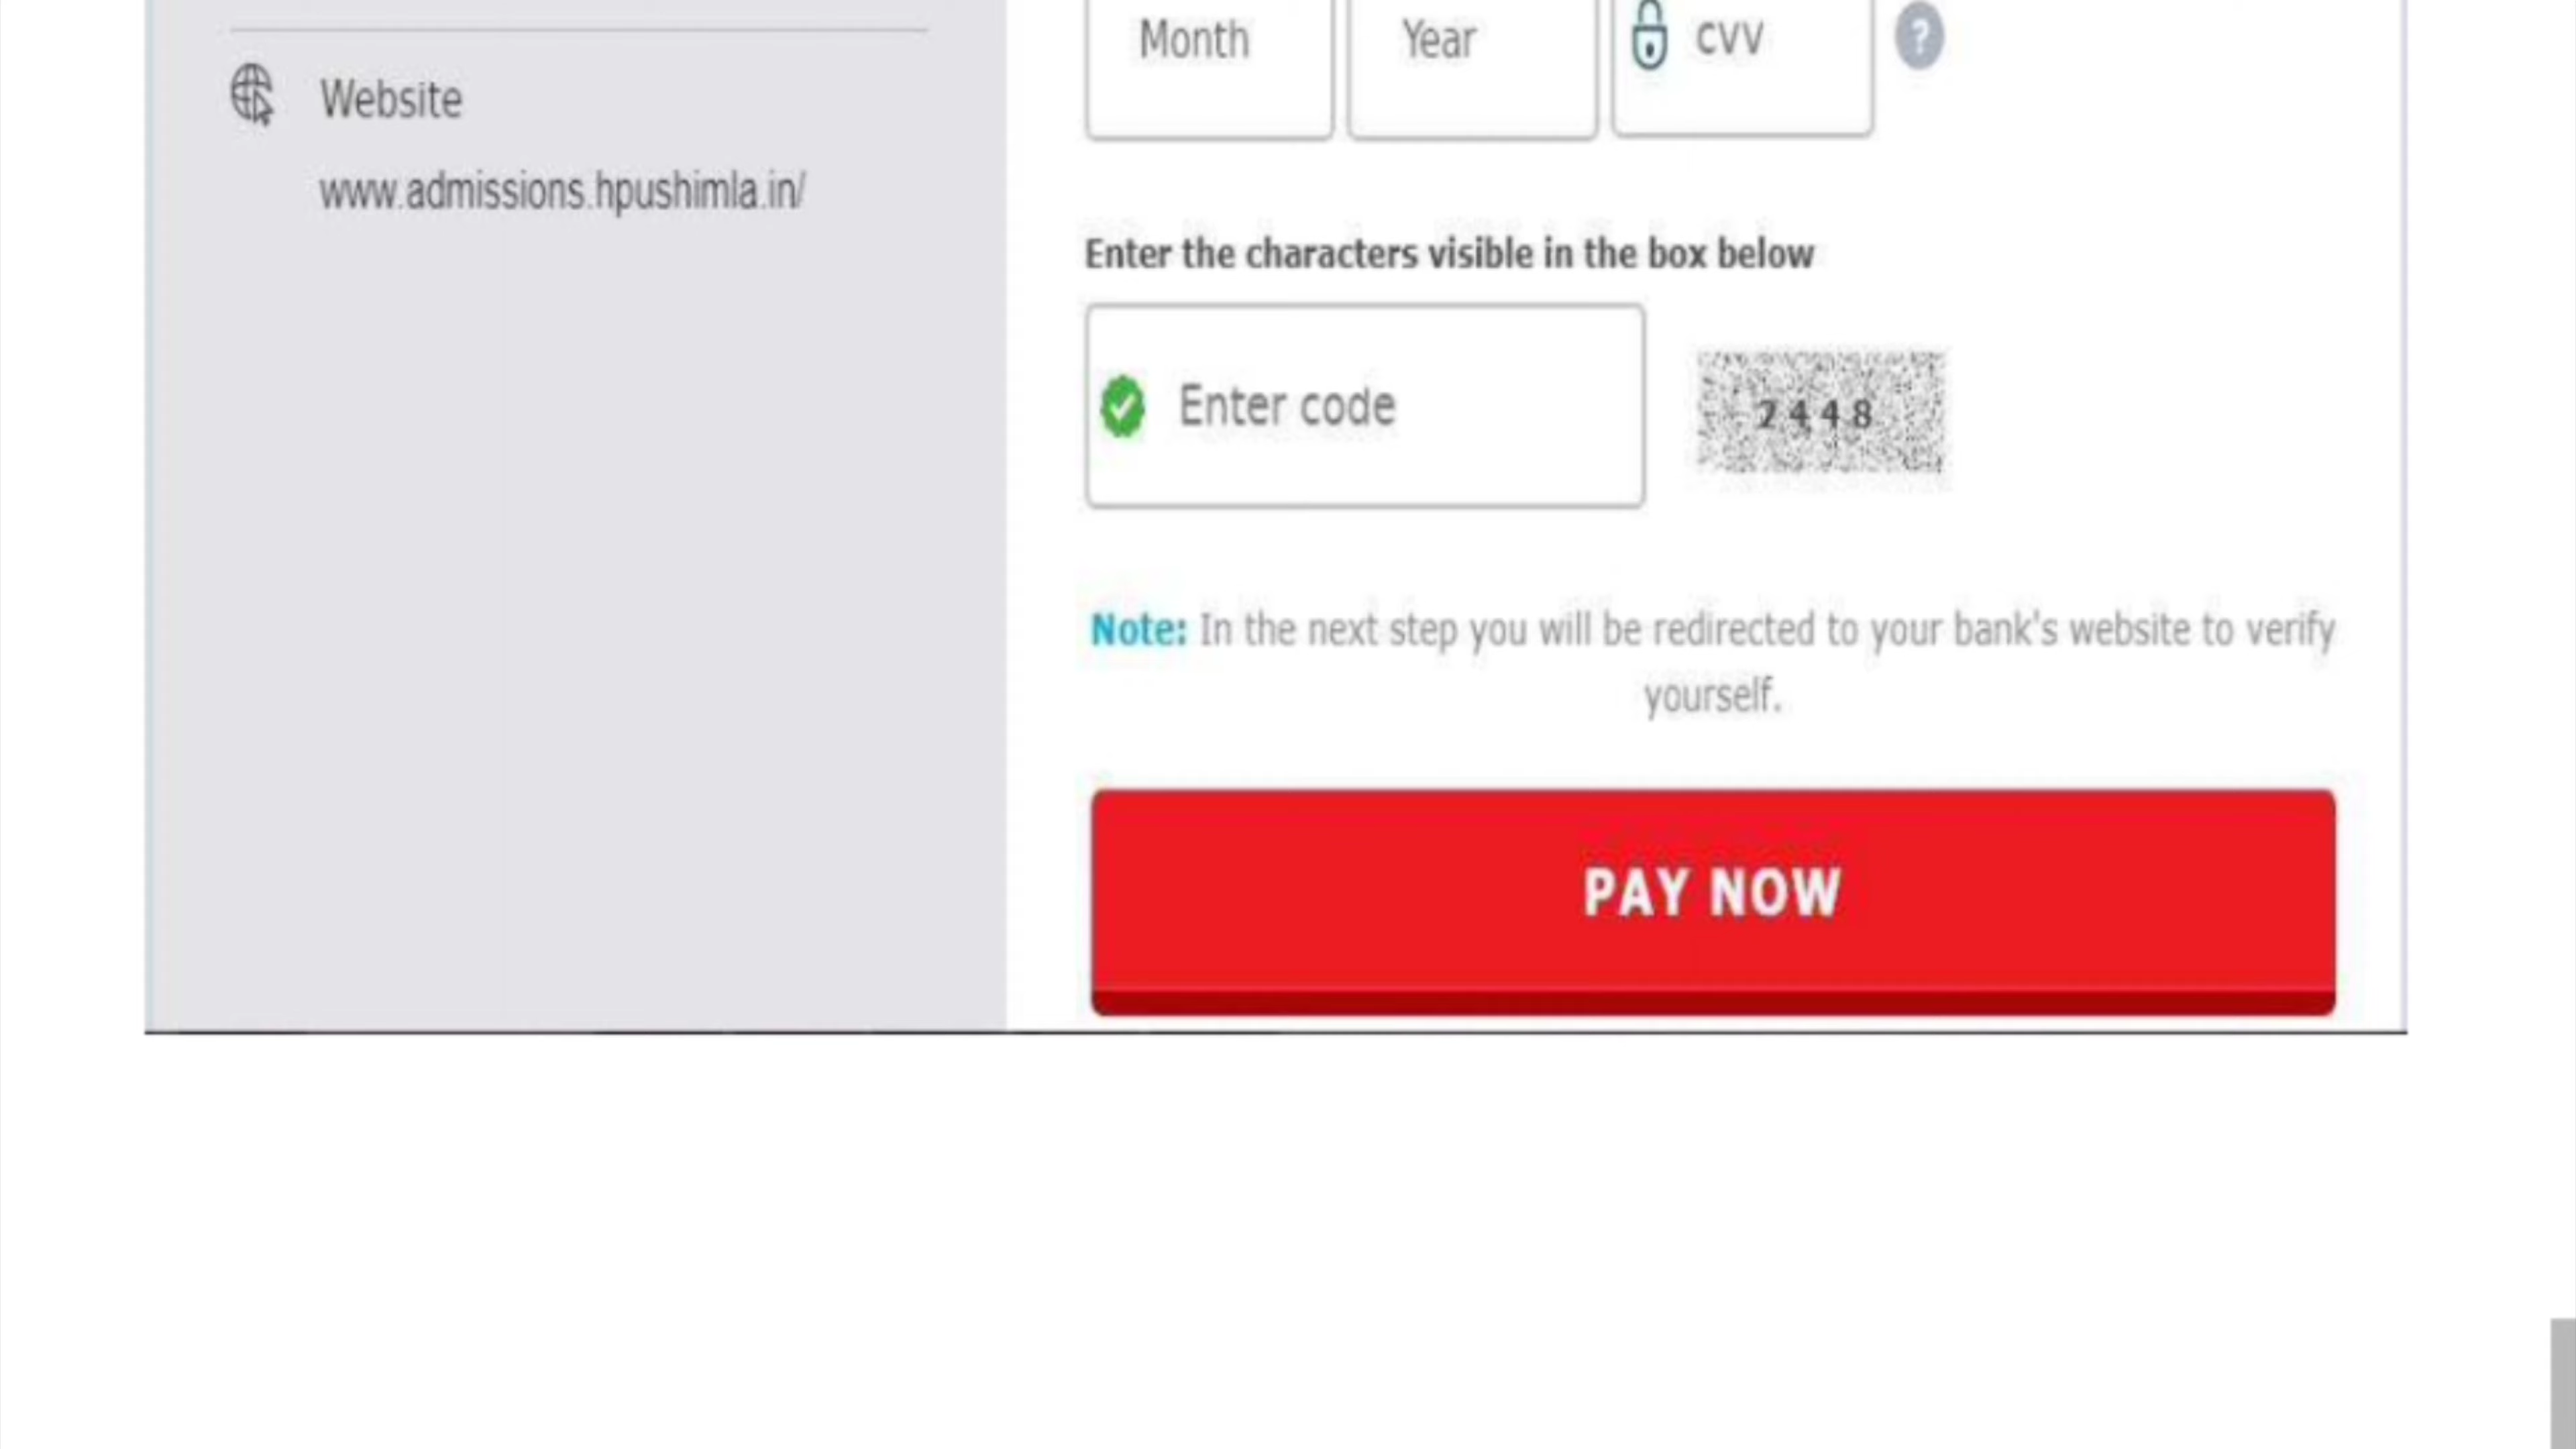 Month Year CVV ?
Website
www.admissions.hpushimla.in/
Enter the characters visible in the box below
Enter code
2448
Note: In the next step you will be redirected to your bank's website to verify
yourself.
PAY NOW